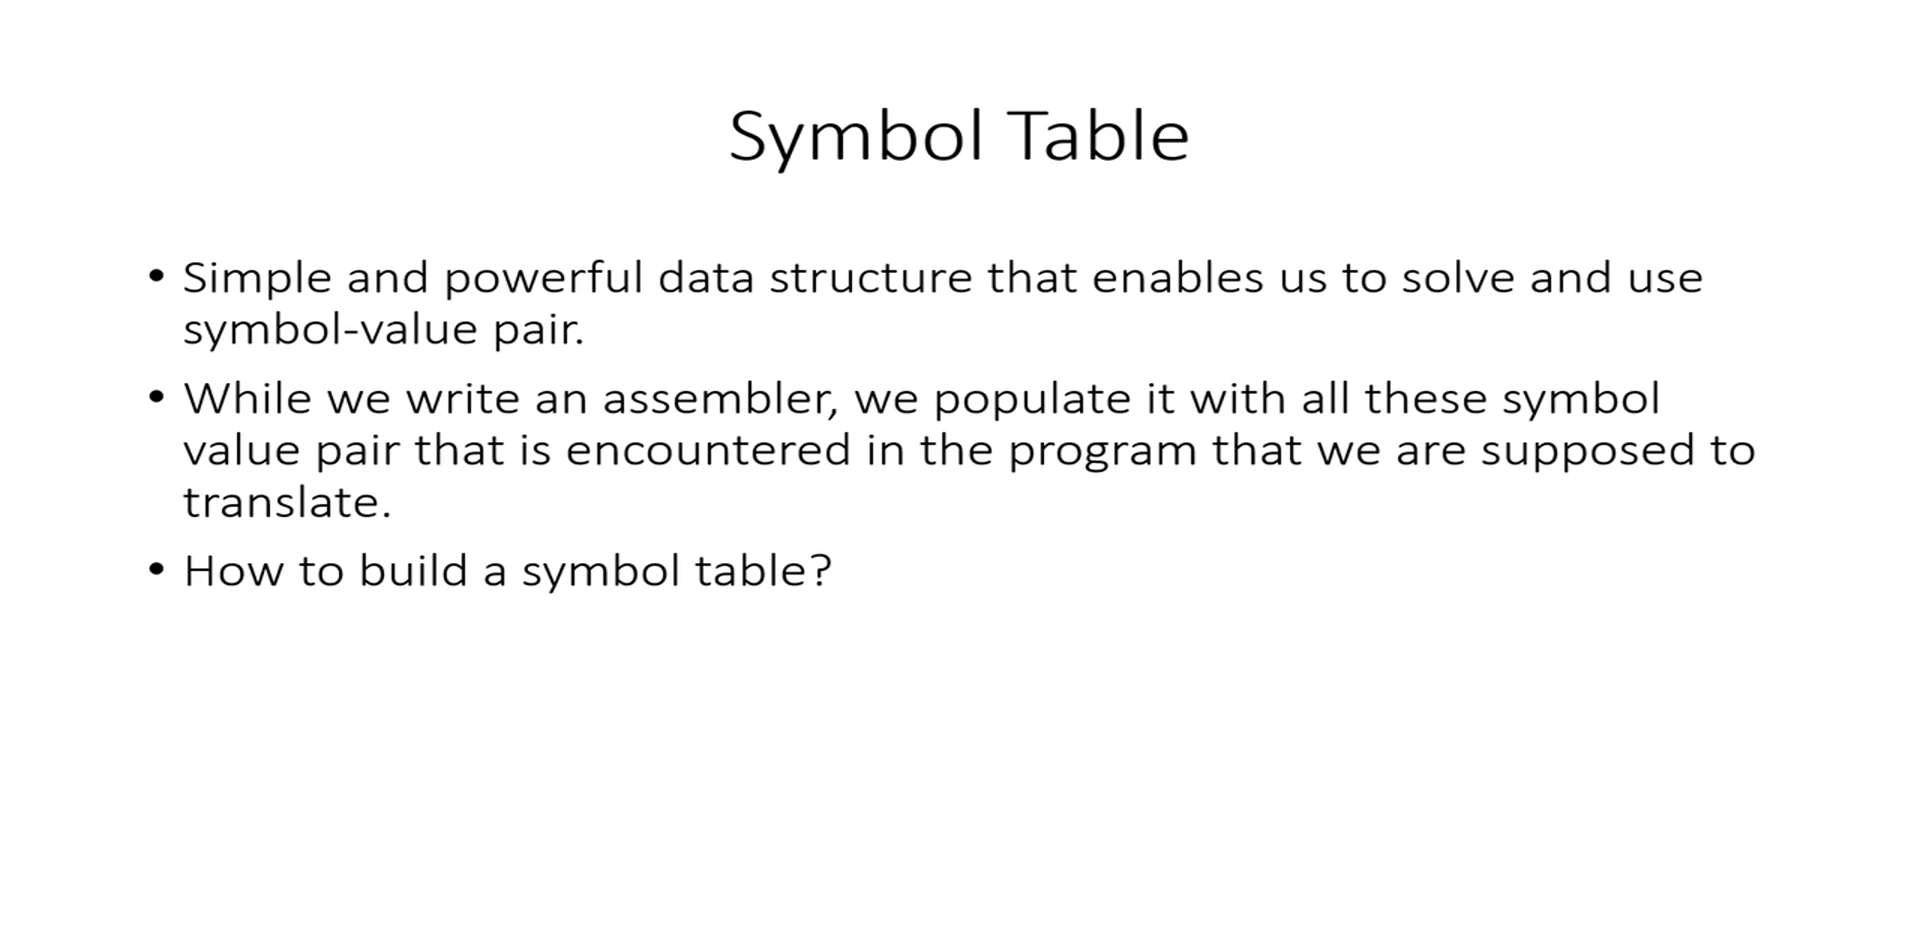 Symbol Table
• Simple and powerful data structure that enables us to solve and use
symbol-value pair.
• While we write an assembler, we populate it with all these symbol
value pair that is encountered in the program that we are supposed to
translate.
• How to build a symbol table?